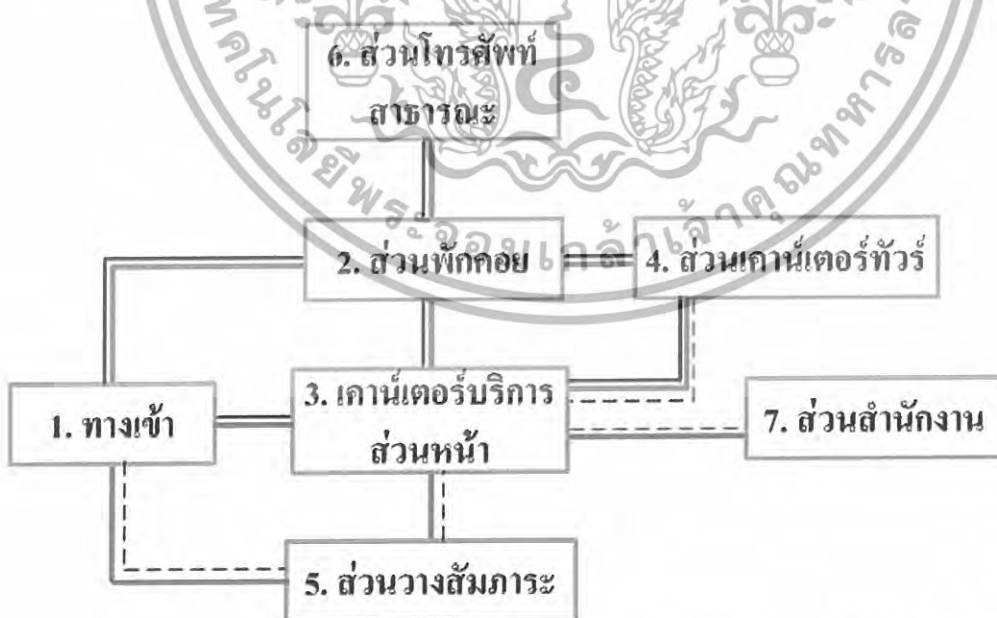 6. ส่วนโทรศัพท์
สาธารณะ
2. ส่วนพักคอย
4. ส่วนเคาน์เตอร์ทัวร์
1. ทางเข้า
3. เคาน์เตอร์บริการ
ส่วนหน้า
7. ส่วนสำนักงาน
5. ส่วนวางสัมภาระ